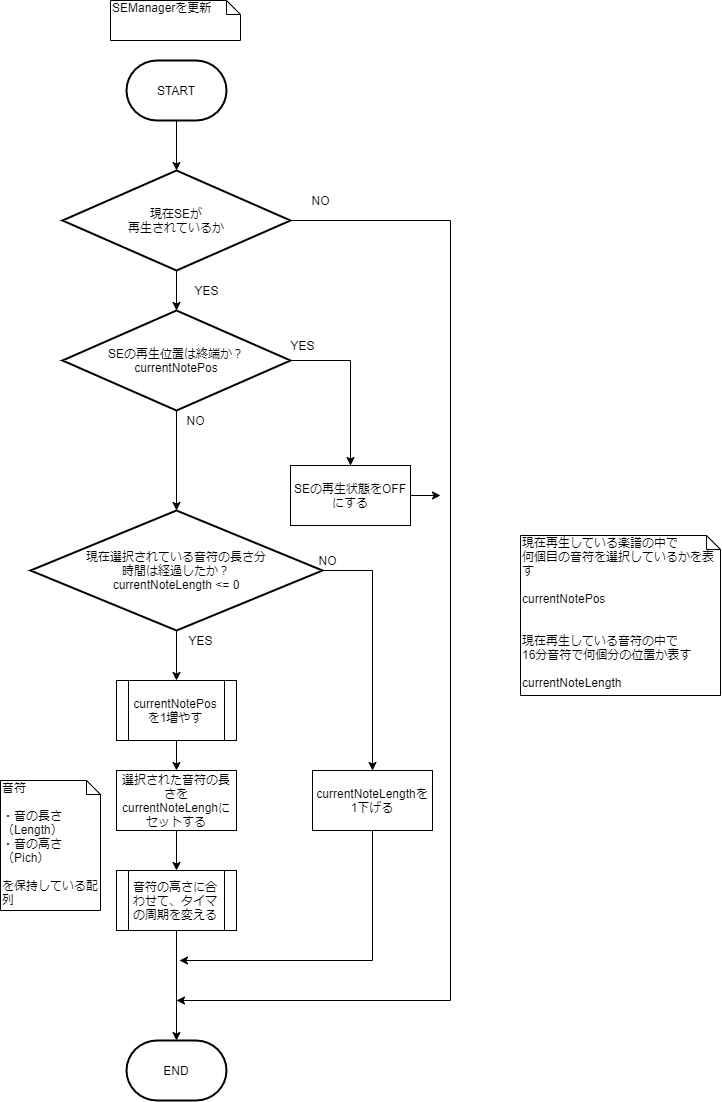 SEManagerを更新
START
現在SEが
再生されているか
NO
YES
SEの再生位置は終端か？
currentNotePos
YES
NO
SEの再生状態をOFF
にする
現在選択されている音符の長さ分
時間は経過したか？
currentNoteLength <= 0
NO
YES
現在再生している楽譜の中で
何個目の音符を選択しているかを表
す
currentNotePos
現在再生している音符の中で
16分音符で何個分の位置か表す
currentNoteLength
currentNotePos
を1増やす
選択された音符の長
さを
currentNoteLenghに
セットする
currentNoteLengthを
1下げる
音符
・音の長さ
（Length）
・音の高さ
（Pich）
を保持している配
列
音符の高さに合
わせて、タイマ
の周期を変える
END